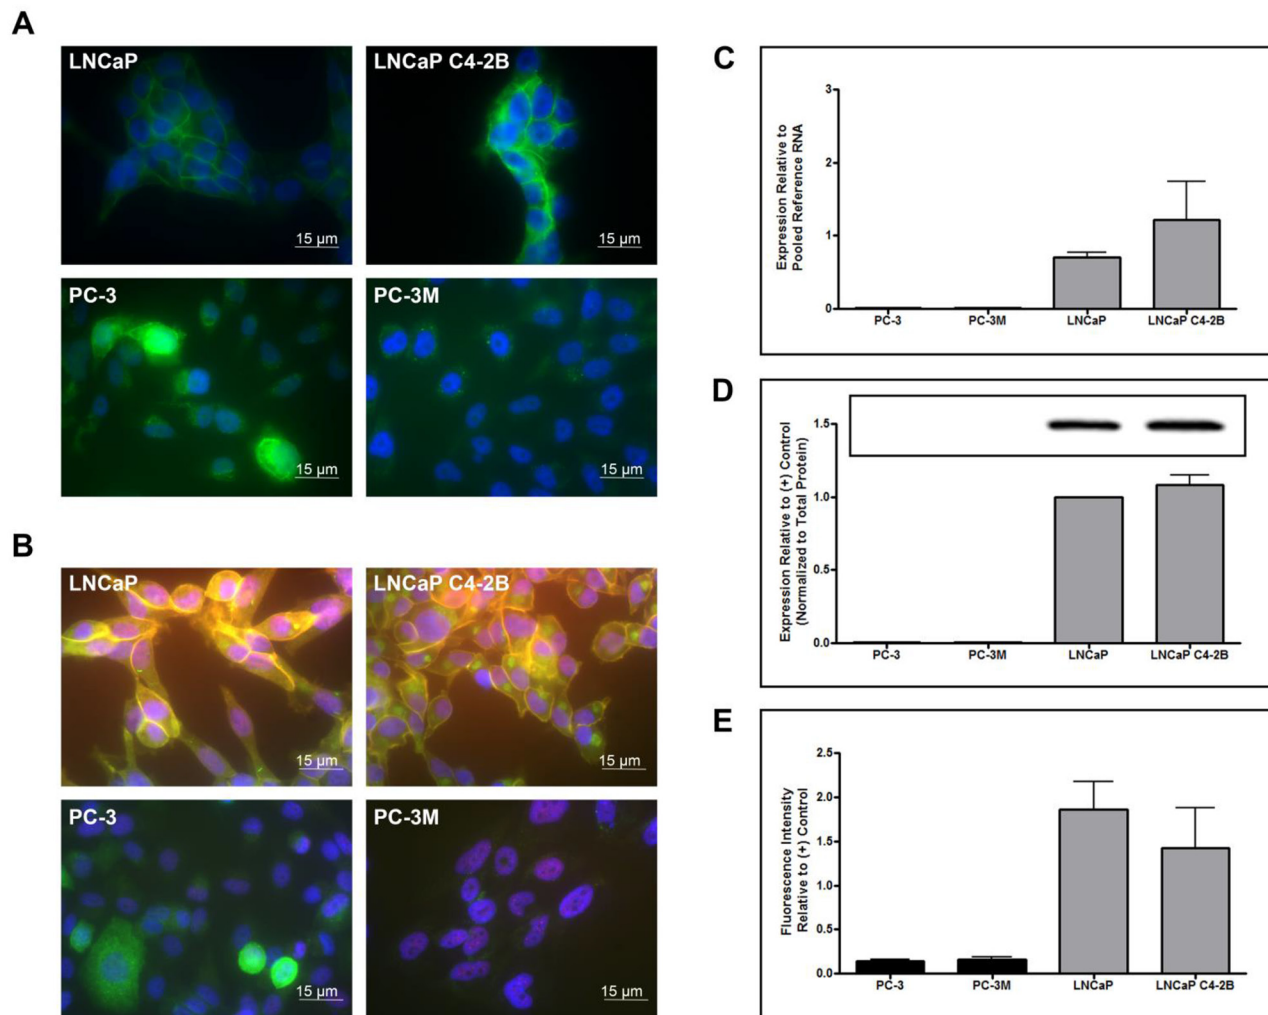 A
LNCaP
15 µm
LNCaP C4-2B
15 µm
PC-3
15 µm
PC-3M
15 µm
B
LNCaP
15 µm
LNCaP C4-2B
15 µm
PC-3
15 µm
PC-3M
15 µm
C
Expression Relative to
Pooled Reference RNA
3
2
1
0
PC-3 PC-3M LNCaP LNCaP C4-2B
D
Expression Relative to (+) Control
(Normalized to Total Protein)
1.5
1.0
0.5
0.0
PC-3 PC-3M LNCaP LNCaP C4-2B
E
Fluorescence Intensity
Relative to (+) Control
2.5
2.0
1.5
1.0
0.5
0.0
PC-3 PC-3M LNCaP LNCaP C4-2B